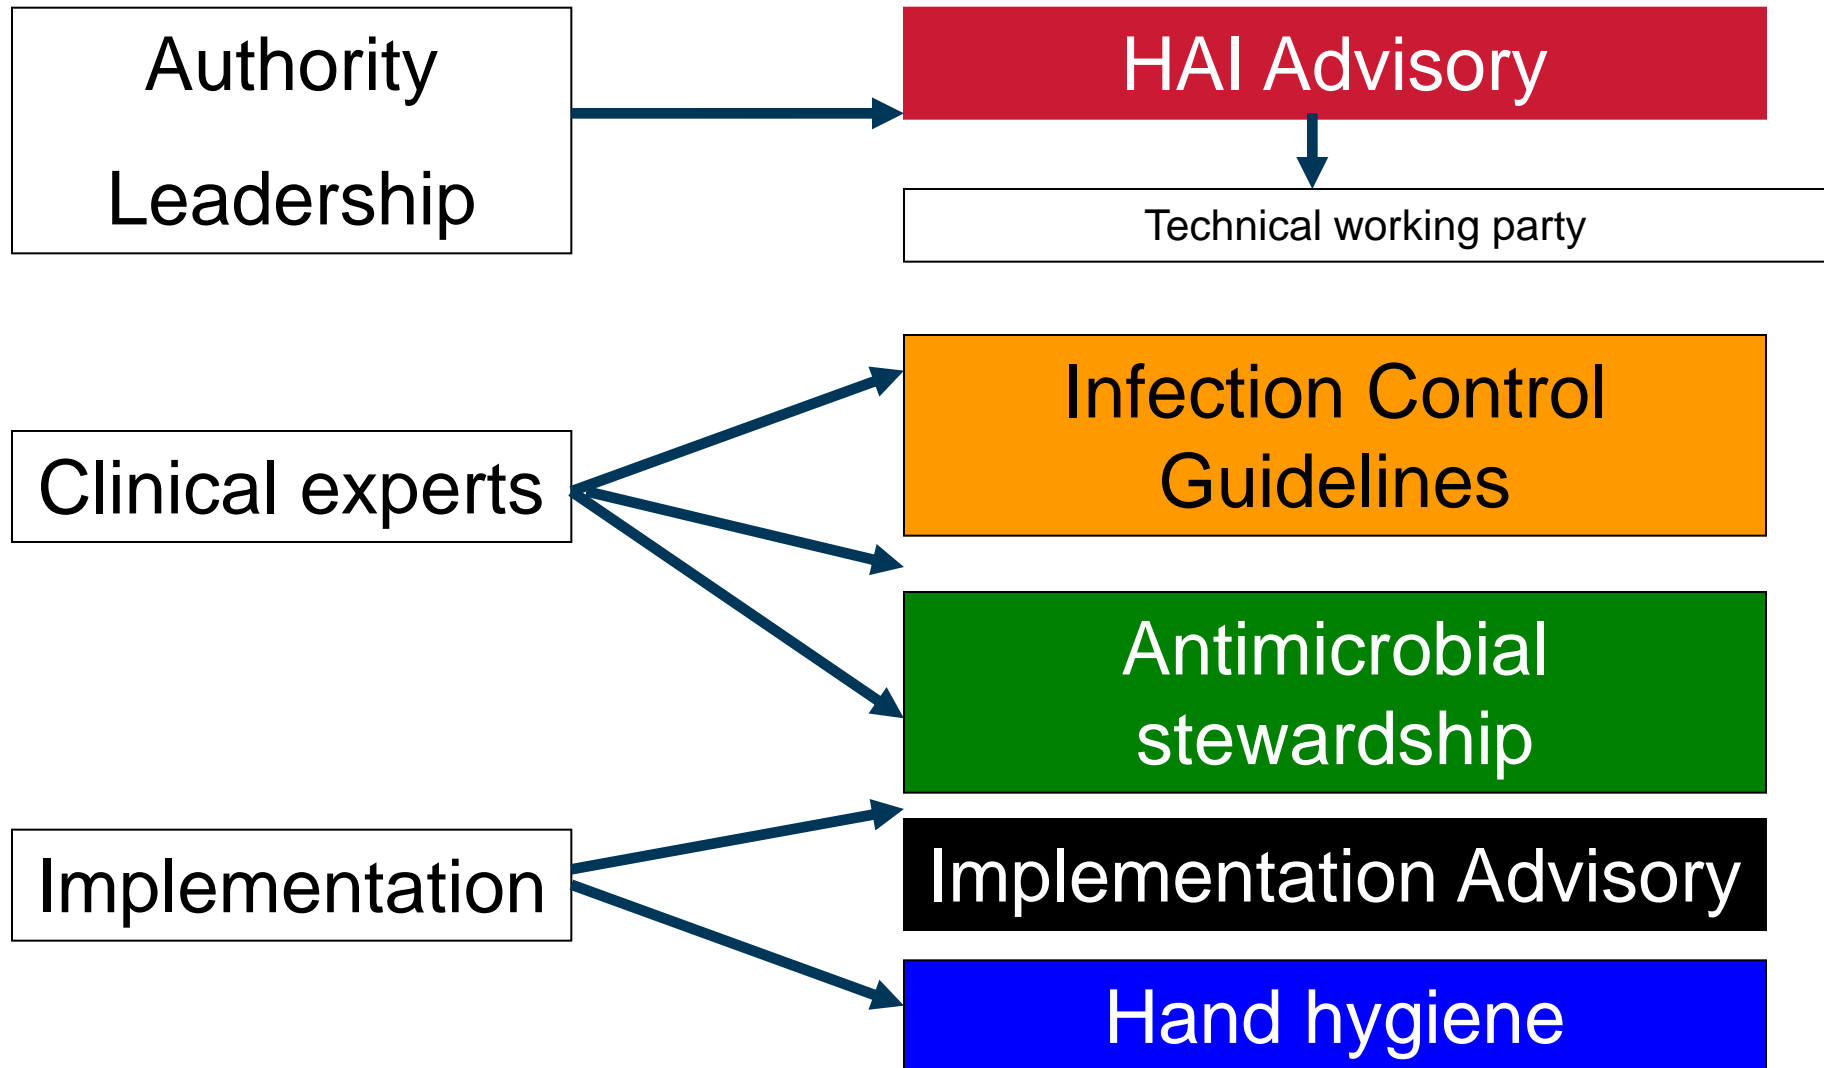 Authority
Leadership
HAI Advisory
Technical working party
Clinical experts
Infection Control
Guidelines
Antimicrobial
stewardship
Implementation
Implementation Advisory
Hand hygiene